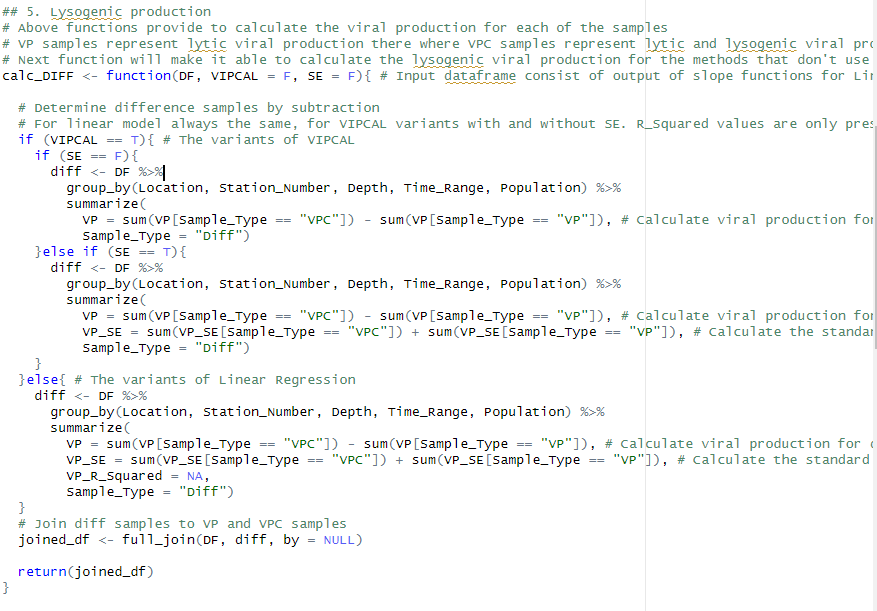 ## 5. Lysogenic production
# Above functions provide to calculate the viral production for each of the samples
# VP samples represent lytic viral production there where VPC samples represent lytic and lysogenic viral pro
# Next function will make it able to calculate the lysogenic viral production for the methods that don't use
calc_DIFF <- function(DF, VIPCAL = F, SE = F){ # Input dataframe consist of output of slope functions for Lin

  # Determine difference samples by subtraction
  # For linear model always the same, for VIPCAL variants with and without SE. R_Squared values are only pres
  if (VIPCAL == T){ # The variants of VIPCAL
    if (SE == F){
      diff <- DF %>%
        group_by(Location, Station_Number, Depth, Time_Range, Population) %>%
        summarize(
          VP = sum(VP[Sample_Type == "VPC"]) - sum(VP[Sample_Type == "VP"]), # Calculate viral production for
          Sample_Type = "Diff")
    }else if (SE == T){
      diff <- DF %>%
        group_by(Location, Station_Number, Depth, Time_Range, Population) %>%
        summarize(
          VP = sum(VP[Sample_Type == "VPC"]) - sum(VP[Sample_Type == "VP"]), # Calculate viral production for
          VP_SE = sum(VP_SE[Sample_Type == "VPC"]) + sum(VP_SE[Sample_Type == "VP"]), # Calculate the standar
          Sample_Type = "Diff")
    }
  }else{ # The variants of Linear Regression
    diff <- DF %>%
      group_by(Location, Station_Number, Depth, Time_Range, Population) %>%
      summarize(
        VP = sum(VP[Sample_Type == "VPC"]) - sum(VP[Sample_Type == "VP"]), # Calculate viral production for d
        VP_SE = sum(VP_SE[Sample_Type == "VPC"]) + sum(VP_SE[Sample_Type == "VP"]), # Calculate the standard
        VP_R_Squared = NA,
        Sample_Type = "Diff")
  }
  # Join diff samples to VP and VPC samples
  joined_df <- full_join(DF, diff, by = NULL)

  return(joined_df)
}